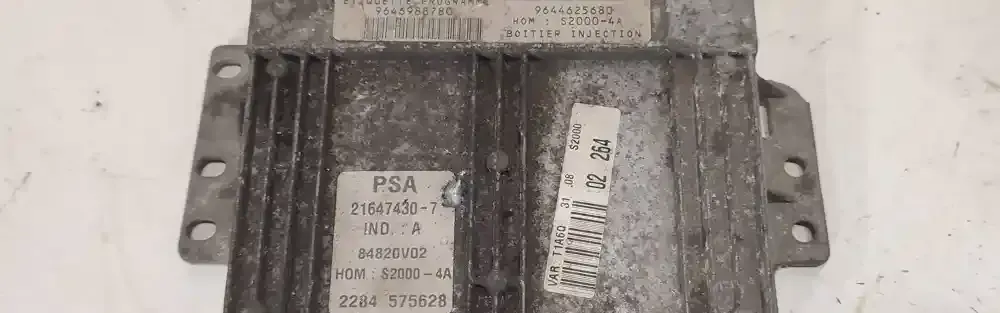 ETIQUETTE PROGRAMME
9646988780
9644625680
HOM : S2000-4A
BOITIER INJECTION
PSA
21647430-7
IND. : A
84820V02
HOM : S2000-4A
2284 575628
VAR: T1A60 31 .08 S2000
02 264